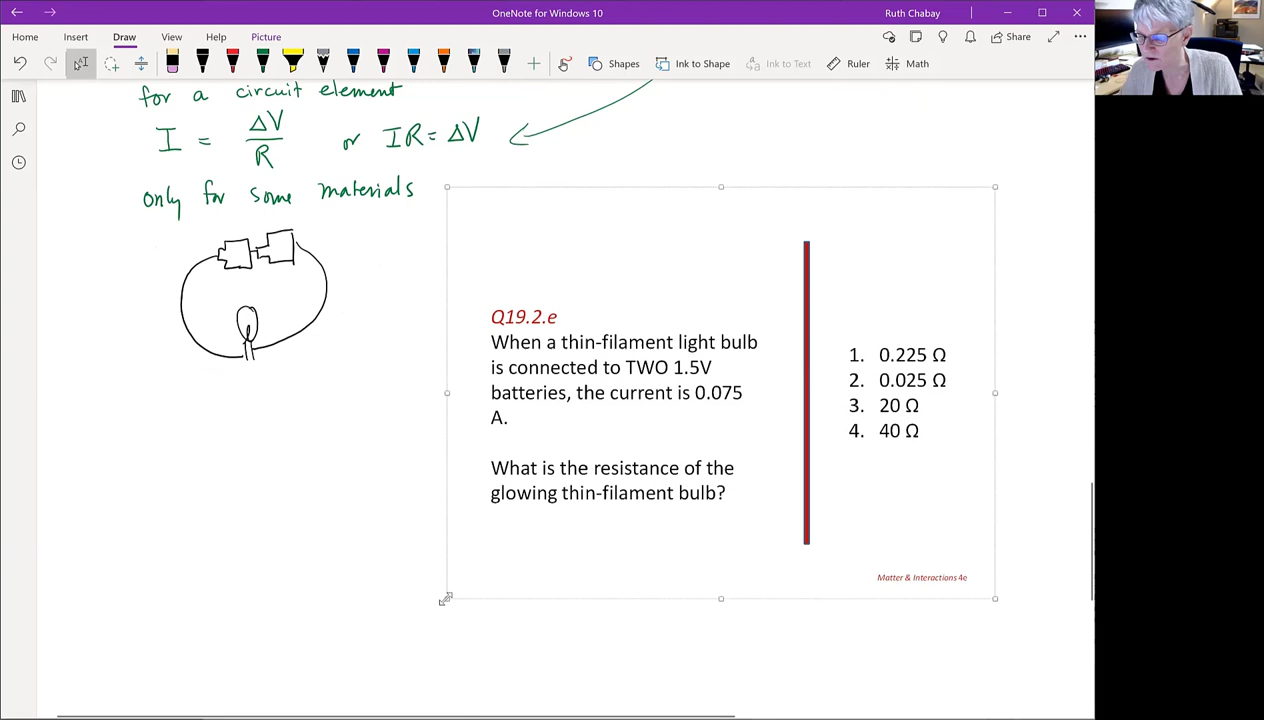 OneNote for Windows 10
Ruth Chabay
Home
Insert
Draw
View
Help
Picture
Share
Shapes
Ink to Shape
Ink to Text
Ruler
Math
for a circuit element
I = ΔV/R or IR = ΔV
only for some materials
Q19.2.e
When a thin-filament light bulb
is connected to TWO 1.5V
batteries, the current is 0.075
A.
What is the resistance of the
glowing thin-filament bulb?
1. 0.225 Ω
2. 0.025 Ω
3. 20 Ω
4. 40 Ω
Matter & Interactions 4e